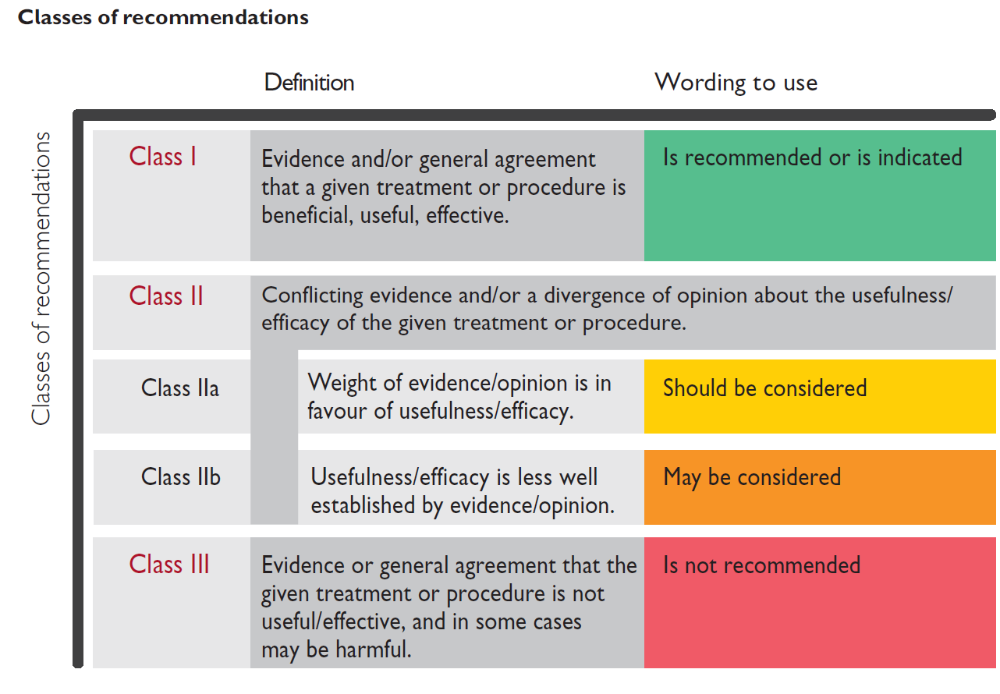 Classes of recommendations
Definition
Wording to use
Classes of recommendations
Class I
Evidence and/or general agreement
that a given treatment or procedure is
beneficial, useful, effective.
Is recommended or is indicated
Class II
Conflicting evidence and/or a divergence of opinion about the usefulness/
efficacy of the given treatment or procedure.
Class IIa
Weight of evidence/opinion is in
favour of usefulness/efficacy.
Should be considered
Class IIb
Usefulness/efficacy is less well
established by evidence/opinion.
May be considered
Class III
Evidence or general agreement that the
given treatment or procedure is not
useful/effective, and in some cases
may be harmful.
Is not recommended